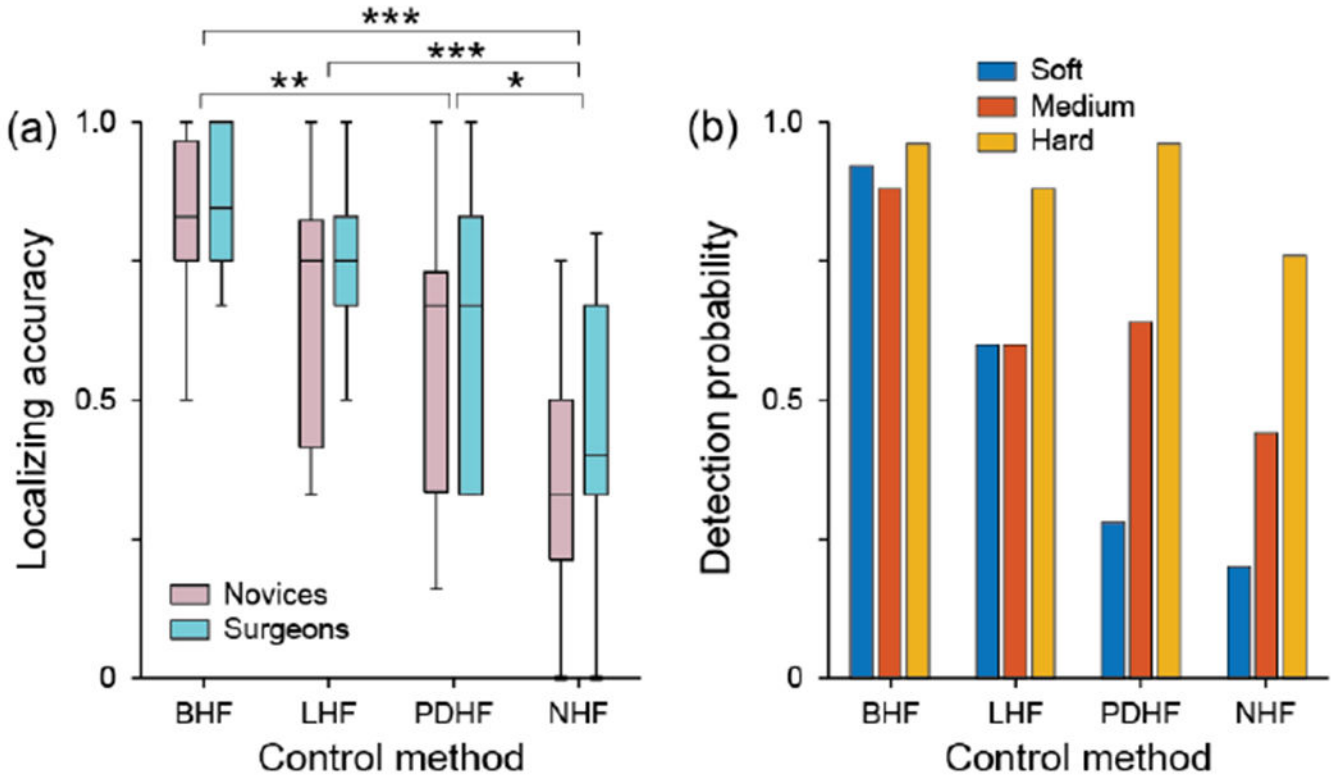 ***
***
**
*
(a)
1.0
0.5
0
Localizing accuracy
Novices
Surgeons
BHF
LHF
PDHF
NHF
Control method
(b)
Soft
Medium
Hard
1.0
0.5
0
Detection probability
BHF
LHF
PDHF
NHF
Control method